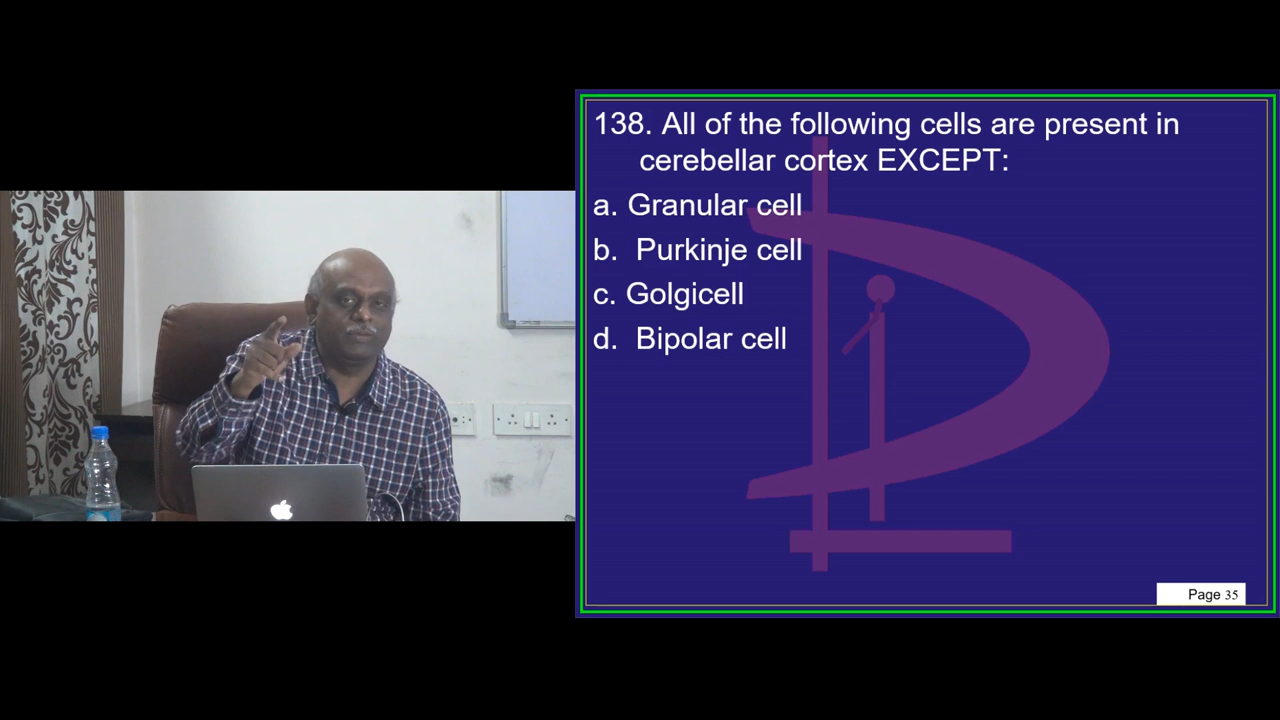 138. All of the following cells are present in
cerebellar cortex EXCEPT:
a. Granular cell
b. Purkinje cell
c. Golgicell
d. Bipolar cell
Page 35